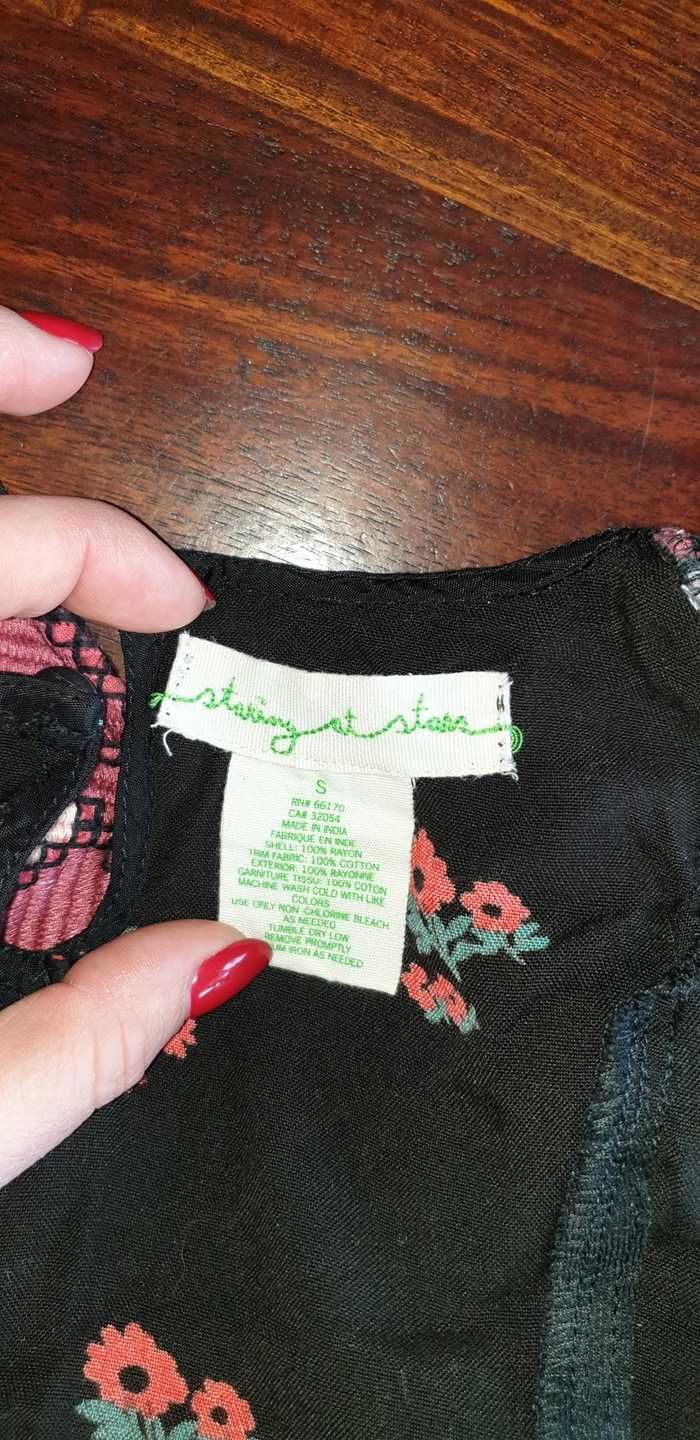 staring at stars
S
RN# 66170
CA# 32054
MADE IN INDIA
FABRIQUE EN INDE
SHELL: 100% RAYON
TRIM FABRIC: 100% COTTON
EXTERIOR: 100% RAYONNE
GARNITURE TISSU: 100% COTON
MACHINE WASH COLD WITH LIKE
COLORS
USE ONLY NON-CHLORINE BLEACH
AS NEEDED
TUMBLE DRY LOW
REMOVE PROMPTLY
IRON AS NEEDED